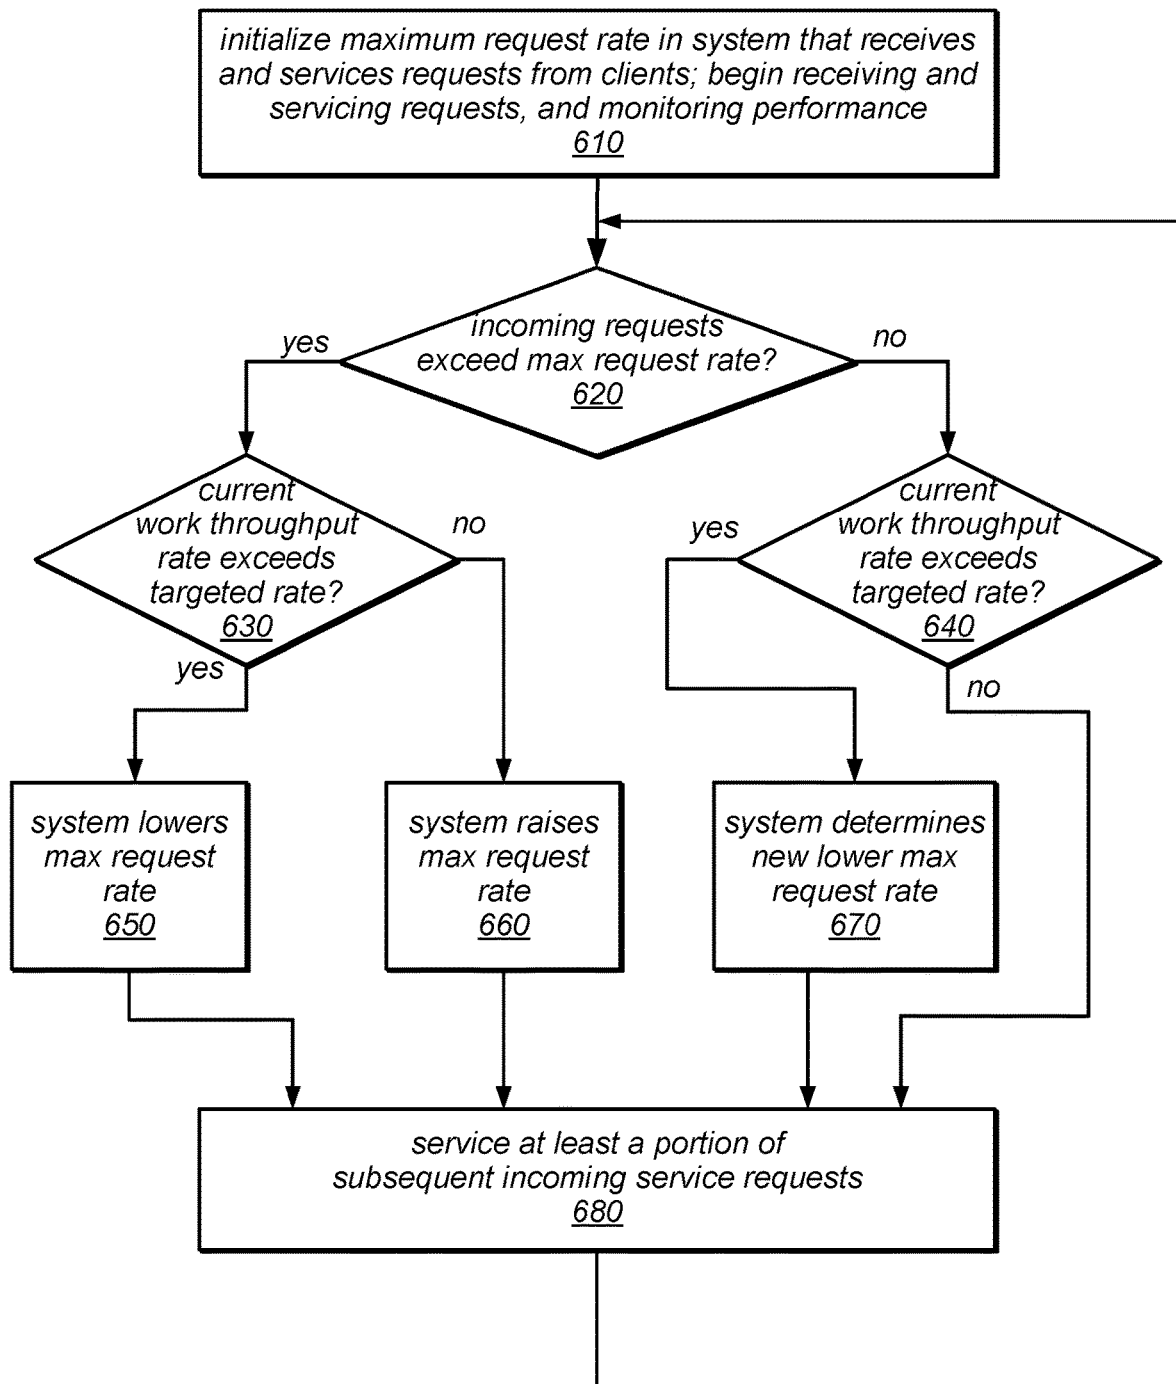 initialize maximum request rate in system that receives
and services requests from clients; begin receiving and
servicing requests, and monitoring performance
610
incoming requests
exceed max request rate?
620
yes
no
current
work throughput
rate exceeds
targeted rate?
630
yes
no
current
work throughput
rate exceeds
targeted rate?
640
yes
no
system lowers
max request
rate
650
system raises
max request
rate
660
system determines
new lower max
request rate
670
service at least a portion of
subsequent incoming service requests
680